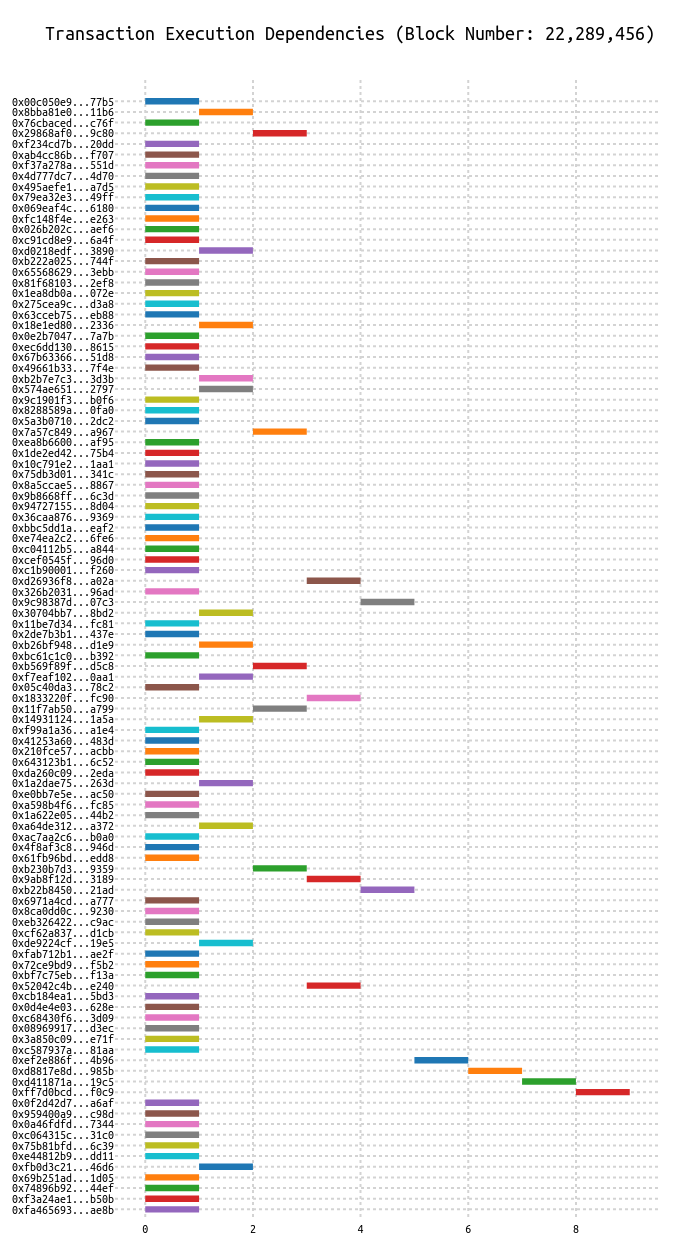 Transaction Execution Dependencies (Block Number: 22,289,456)
0x00c050e9...77b5
0x8bba81e0...11b6
0x76cbaced...c76f
0x29868af0...9c80
0xf234cd7b...20dd
0xab4cc86b...f707
0xf37a278a...551d
0x4d777dc7...4d70
0x495aefe1...a7d5
0x79ea32e3...49ff
0x069eaf4c...6180
0xfc148f4e...e263
0x026b202c...aef6
0xc91cd8e9...6a4f
0xd0218edf...3890
0xb222a025...744f
0x65568629...3ebb
0x81f68103...2ef8
0x1ea8db0a...072e
0x275cea9c...d3a8
0x63cceb75...eb88
0x18e1ed80...2336
0x0e2b7047...7a7b
0xec6dd130...8615
0x67b63366...51d8
0x49661b33...7f4e
0xb2b7e7c3...3d3b
0x574ae651...2797
0x9c1901f3...b0f6
0x8288589a...0fa0
0x5a3b0710...2dc2
0x7a57c849...a967
0xea8b6600...af95
0x1de2ed42...75b4
0x10c791e2...1aa1
0x75db3d01...341c
0x8a5ccae5...8867
0x9b8668ff...6c3d
0x94727155...8d04
0x36caa876...9369
0xbbc5dd1a...eaf2
0xe74ea2c2...6fe6
0xc04112b5...a844
0xcef0545f...96d0
0xc1b90001...f260
0xd26936f8...a02a
0x326b2031...96ad
0x9c98387d...07c3
0x30704bb7...8bd2
0x11be7d34...fc81
0x2de7b3b1...437e
0xb26bf948...d1e9
0xbc61c1c0...b392
0xb569f89f...d5c8
0xf7eaf102...0aa1
0x05c40da3...78c2
0x1833220f...fc90
0x11f7ab50...a799
0x14931124...1a5a
0xf99a1a36...a1e4
0x41253a60...483d
0x210fce57...acbb
0x643123b1...6c52
0xda260c09...2eda
0x1a2dae75...263d
0xe0bb7e5e...ac50
0xa598b4f6...fc85
0x1a622e05...44b2
0xa64de312...a372
0xac7aa2c6...b0a0
0x4f8af3c8...946d
0x61fb96bd...edd8
0xb230b7d3...9359
0x9ab8f12d...3189
0xb22b8450...21ad
0x6971a4cd...a777
0x8ca0dd0c...9230
0xeb326422...c9ac
0xcf62a837...d1cb
0xde9224cf...19e5
0xfab712b1...ae2f
0x72ce9bd9...f5b2
0xbf7c75eb...f13a
0x52042c4b...e240
0xcb184ea1...5bd3
0x0d4e4e03...628e
0xc68430f6...3d09
0x08969917...d3ec
0x3a850c09...e71f
0xc587937a...81aa
0xef2e886f...4b96
0xd8817e8d...985b
0xd411871a...19c5
0xff7d0bcd...f0c9
0x0f2d42d7...a6af
0x959400a9...c98d
0x0a46fdfd...7344
0xc064315c...31c0
0x75b81bfd...6c39
0xe44812b9...dd11
0xfb0d3c21...46d6
0x69b251ad...1d05
0x74896b92...44ef
0xf3a24ae1...b50b
0xfa465693...ae8b
0 2 4 6 8